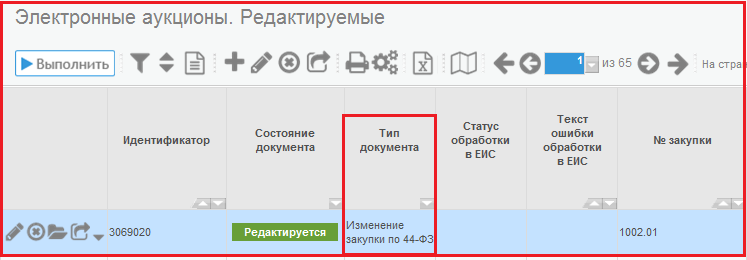 Электронные аукционы. Редактируемые
Выполнить
1 из 65
На стран
Идентификатор
Состояние
документа
Тип
документа
Статус
обработки
в ЕИС
Текст
ошибки
обработки
в ЕИС
№ закупки
3069020
Редактируется
Изменение
закупки по 44-ФЗ
1002.01